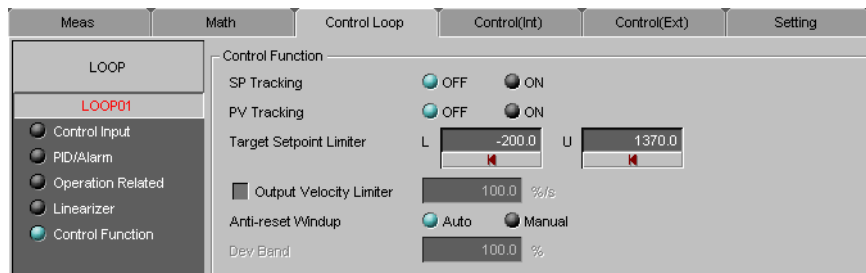 Meas Math Control Loop Control(Int) Control(Ext) Setting
LOOP
LOOP01
Control Input
PID/Alarm
Operation Related
Linearizer
Control Function
Control Function
SP Tracking OFF ON
PV Tracking OFF ON
Target Setpoint Limiter L -200.0 U 1370.0
Output Velocity Limiter 100.0 %/s
Anti-reset Windup Auto Manual
Dev Band 100.0 %